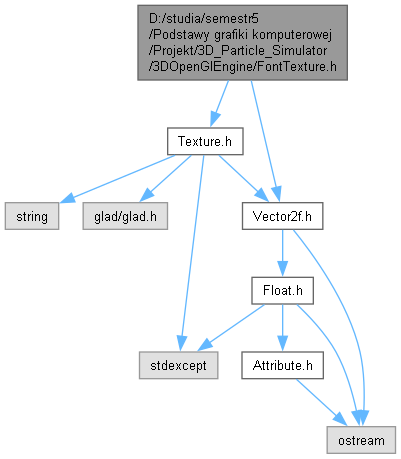 D:/studia/semestr5
/Podstawy grafiki komputerowej
/Projekt/3D_Particle_Simulator
/3DOpenGlEngine/FontTexture.h
Texture.h
string
glad/glad.h
Vector2f.h
Float.h
stdexcept
Attribute.h
ostream